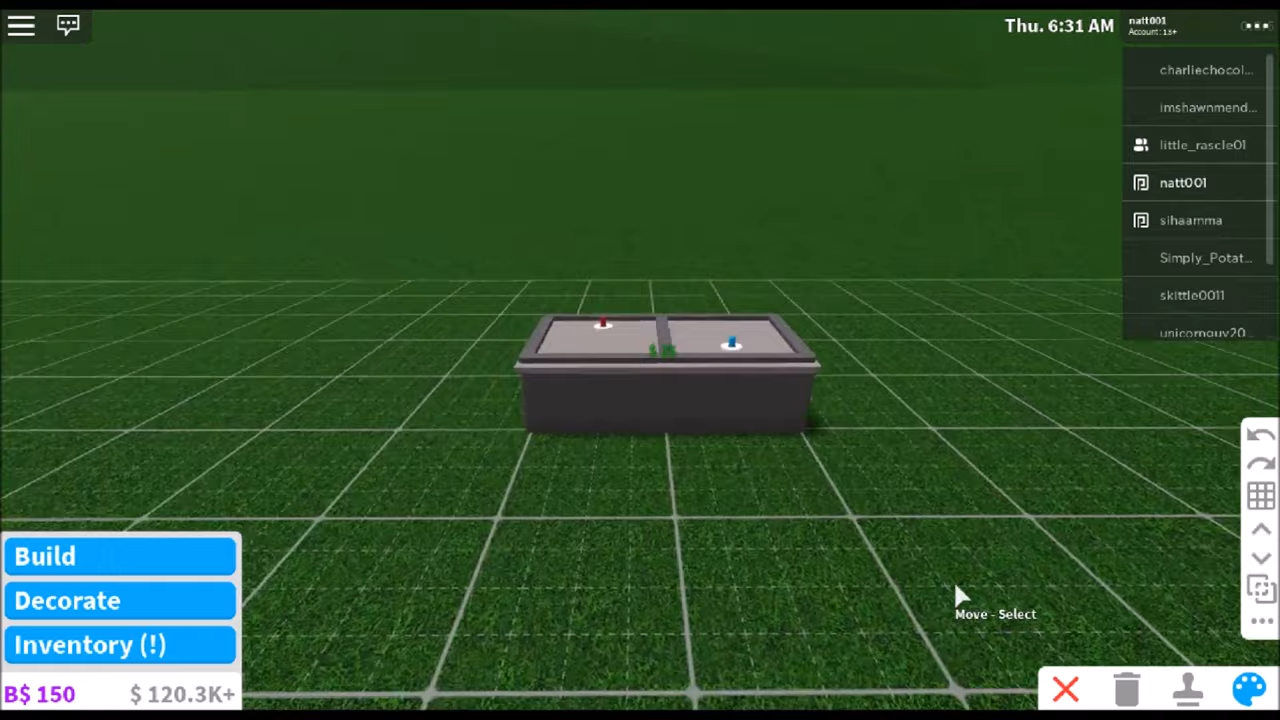 Thu. 6:31 AM
natt001
Account: 13+
charliechocol...
imshawnmend...
little_rascle01
natt001
sihaamma
Simply_Potat...
skittle0011
unicornguy20...
Move - Select
Build
Decorate
Inventory (!)
B$ 150
$ 120.3K+